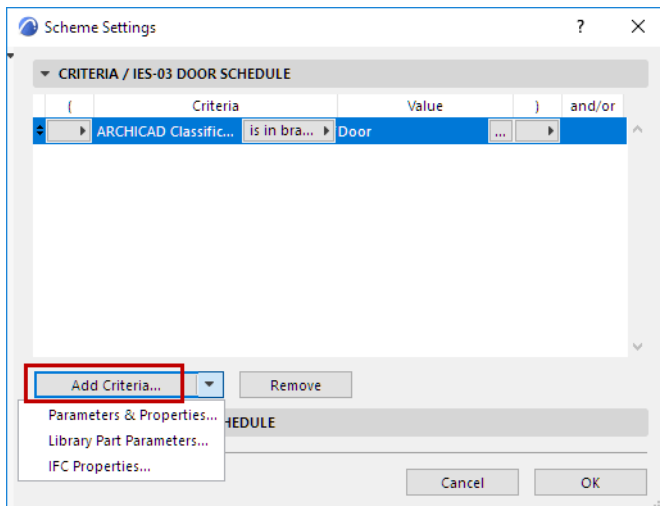 Scheme Settings ?
CRITERIA / IES-03 DOOR SCHEDULE
( Criteria Value ) and/or
ARCHICAD Classific... is in bra... Door ...
Add Criteria... Remove
Parameters & Properties...
HEDULE
Library Part Parameters...
IFC Properties...
Cancel OK